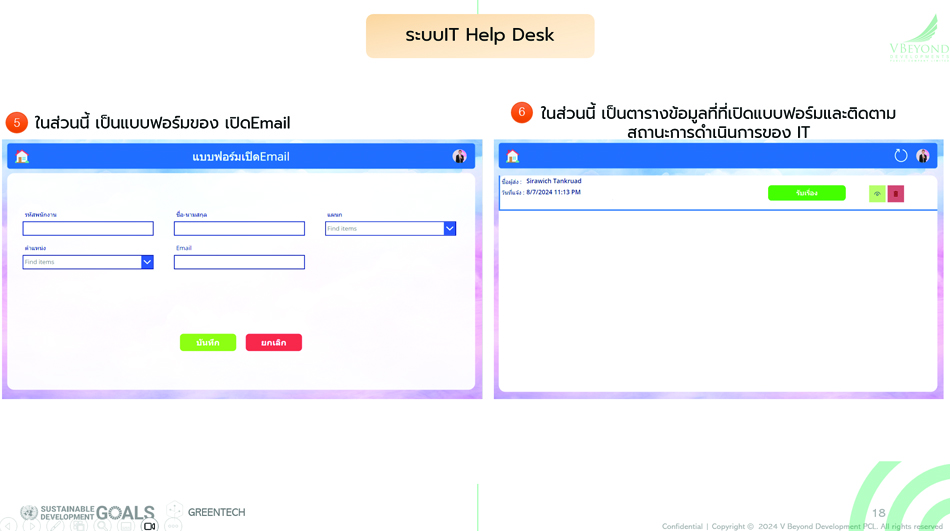 ระบบIT Help Desk
VBEYOND
DEVELOPMENTS
5 ในส่วนนี้ เป็นแบบฟอร์มของ เปิดEmail
6 ในส่วนนี้ เป็นตารางข้อมูลที่ที่เปิดแบบฟอร์มและติดตาม
สถานะการดำเนินการของ IT
แบบฟอร์มเปิดEmail
รหัสพนักงาน
ชื่อ-นามสกุล
แผนก
Find items
ตำแหน่ง
Email
Find items
บันทึก
ยกเลิก
ชื่อผู้ส่ง : Sirawich Tankruad
วันที่แจ้ง : 8/7/2024 11:13 PM
รับเรื่อง
SUSTAINABLE
DEVELOPMENT GOALS
GREENTECH
18
Confidential | Copyright © 2024 V Beyond Development PCL. All rights reserved